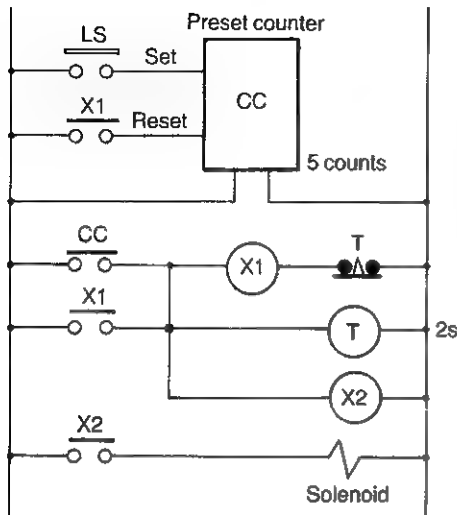 Preset counter
LS
Set
CC
X1
Reset
5 counts
CC
X1
T
X1
T
2s
X2
X2
Solenoid